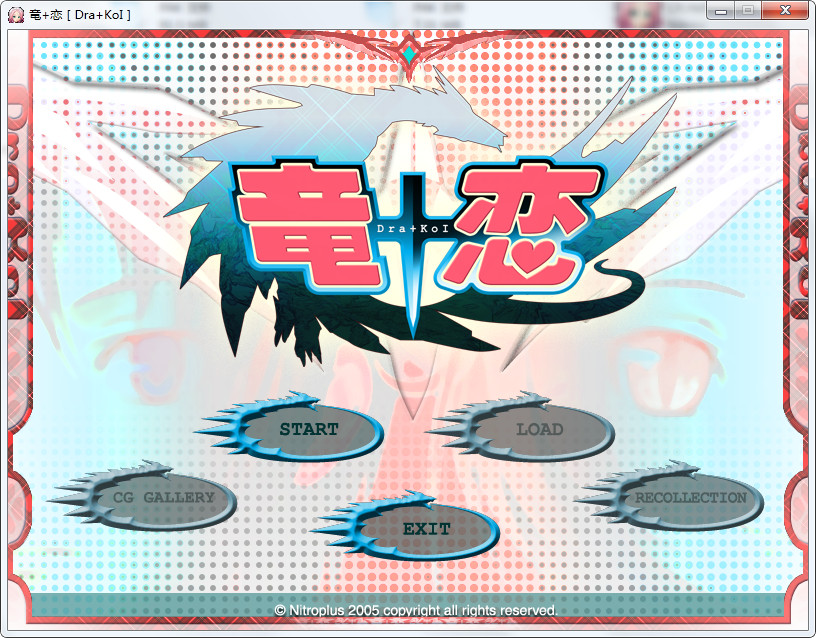 竜+恋 [ Dra+KoI ]
竜+恋
Dra+KoI
START
LOAD
CG GALLERY
RECOLLECTION
EXIT
© Nitroplus 2005 copyright all rights reserved.